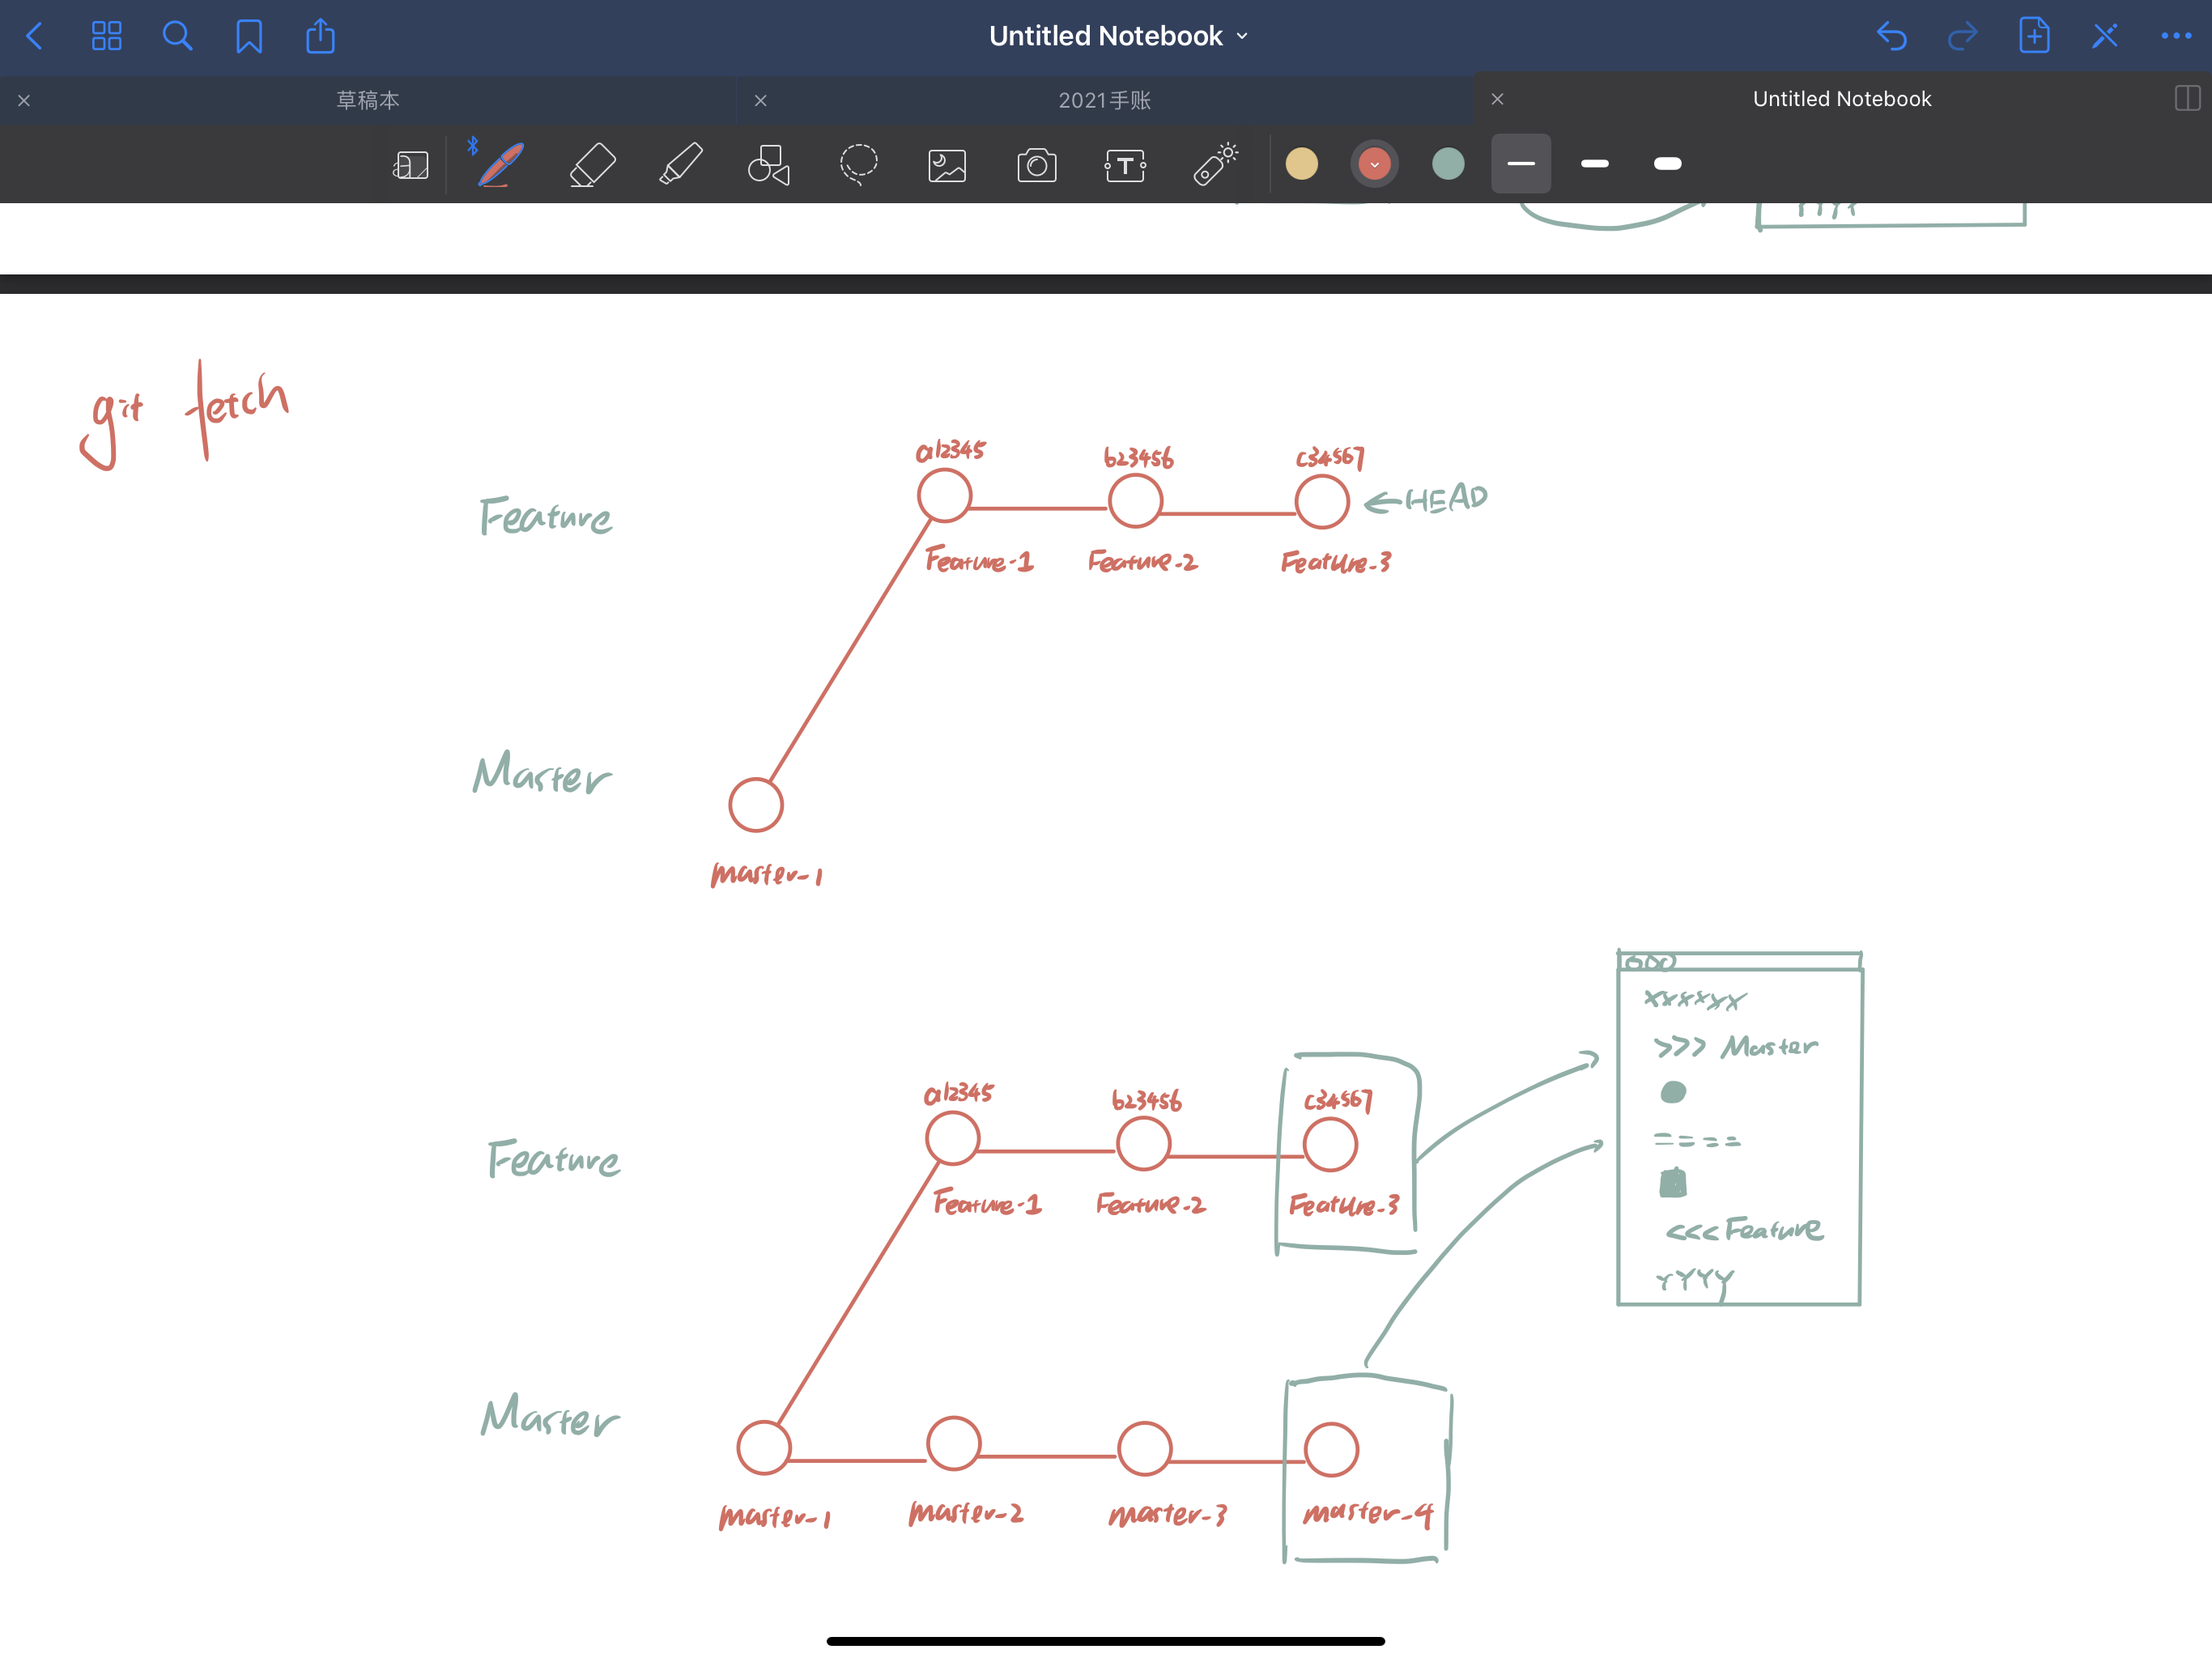 Untitled Notebook
草稿本
2021手账
Untitled Notebook
git fetch
a12345 b23456 c34567
Feature
←HEAD
Feature-1 Feature-2 Feature-3
Master
master-1
xxxxxxx
>>> Master
====
<<<Feature
YYYY
a12345 b23456 c34567
Feature
Feature-1 Feature-2 Feature-3
Master
master-1 master-2 master-3 master-4